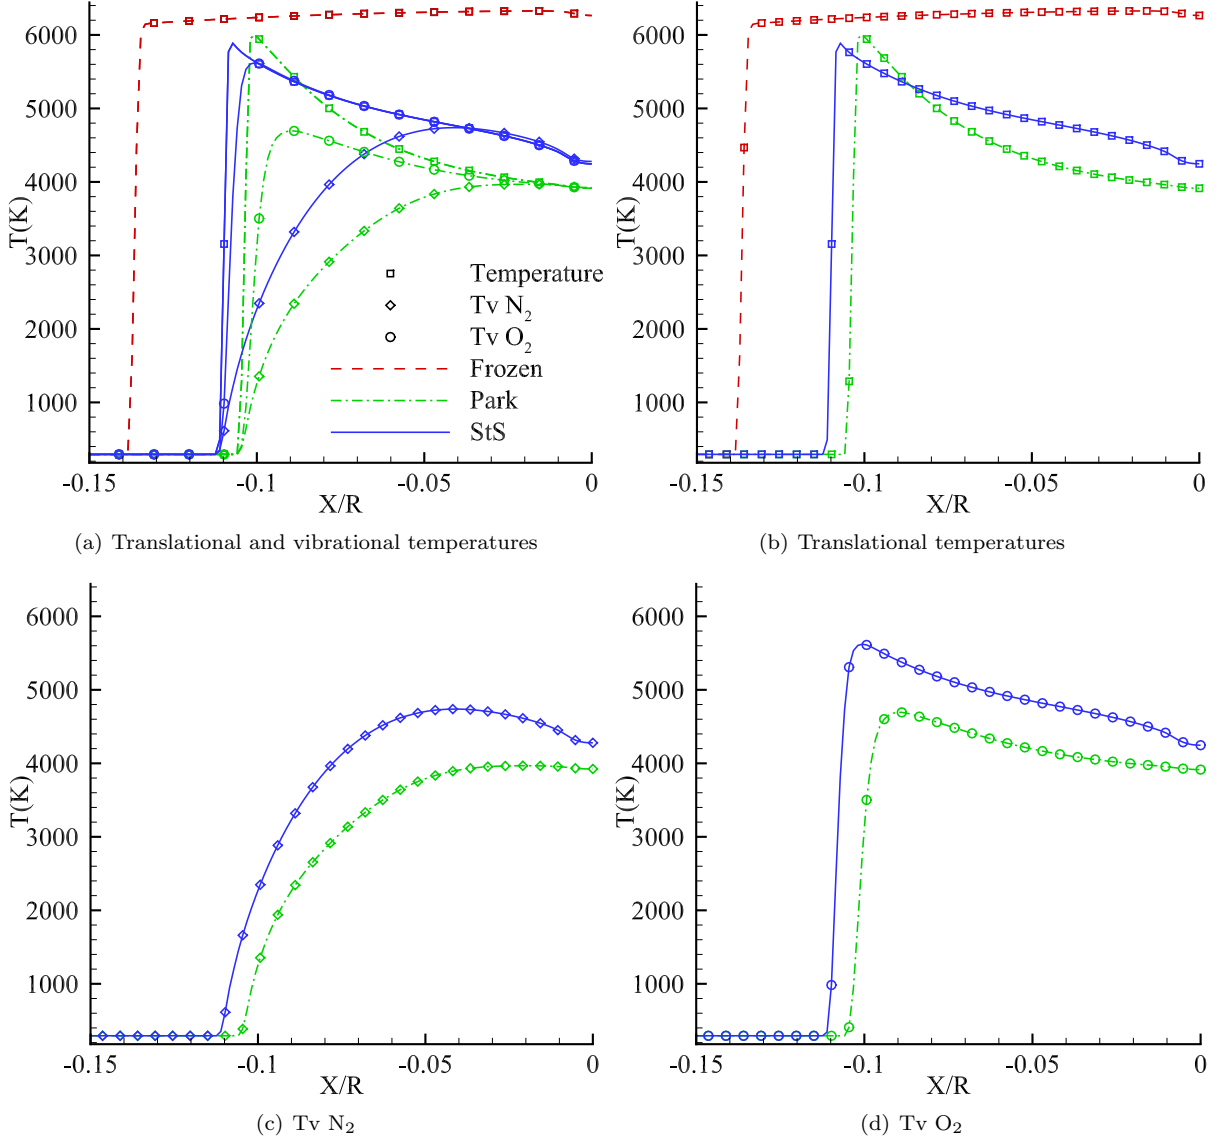 6000
5000
4000
3000
2000
1000
T(K)
-0.15
-0.1
-0.05
0
X/R
Temperature
Tv N2
Tv O2
Frozen
Park
StS
(a) Translational and vibrational temperatures
6000
5000
4000
3000
2000
1000
T(K)
-0.15
-0.1
-0.05
0
X/R
(b) Translational temperatures
6000
5000
4000
3000
2000
1000
T(K)
-0.15
-0.1
-0.05
0
X/R
(c) Tv N2
6000
5000
4000
3000
2000
1000
T(K)
-0.15
-0.1
-0.05
0
X/R
(d) Tv O2